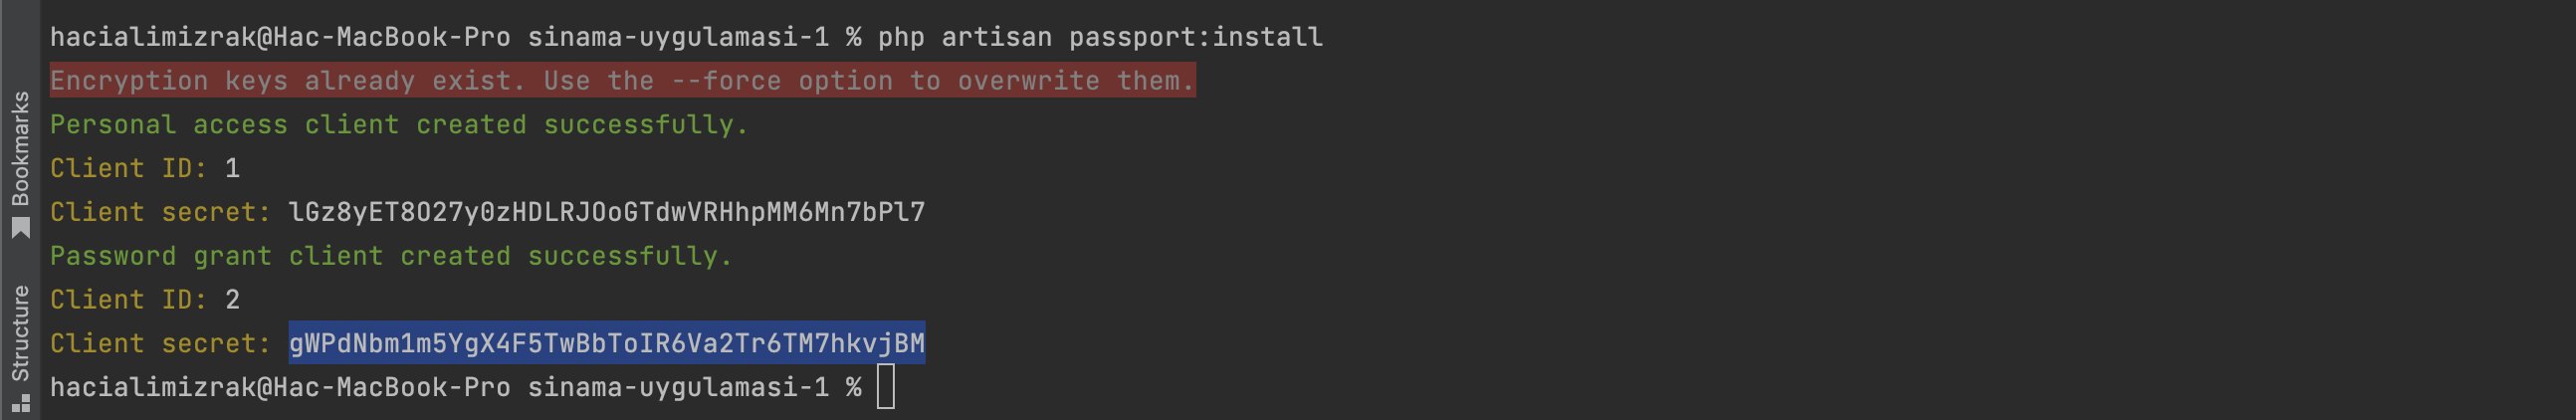 hacialimizrak@Hac-MacBook-Pro sinama-uygulamasi-1 % php artisan passport:install
Encryption keys already exist. Use the --force option to overwrite them.
Personal access client created successfully.
Client ID: 1
Client secret: lGz8yET8O27y0zHDLRJOoGTdwVRHhpMM6Mn7bPl7
Password grant client created successfully.
Client ID: 2
Client secret: gWPdNbm1m5YgX4F5TwBbToIR6Va2Tr6TM7hkvjBM
hacialimizrak@Hac-MacBook-Pro sinama-uygulamasi-1 %
Bookmarks
Structure